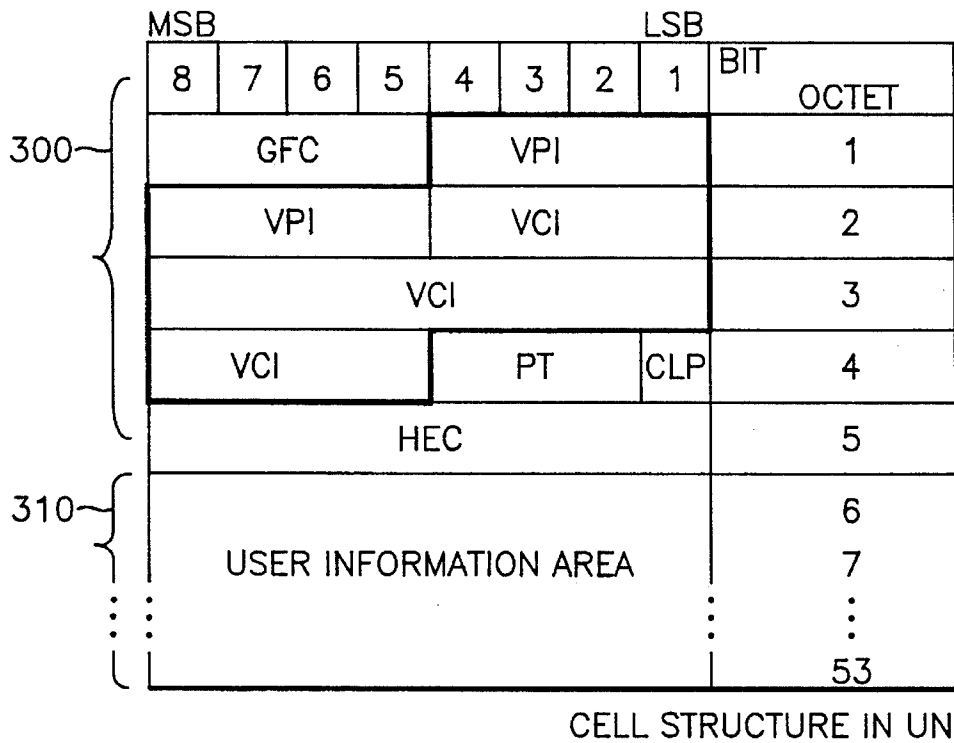 MSB LSB
8 7 6 5 4 3 2 1 BIT
OCTET
300 GFC VPI 1
VPI VCI 2
VCI 3
VCI PT CLP 4
HEC 5
310 6
USER INFORMATION AREA 7
53
CELL STRUCTURE IN UN